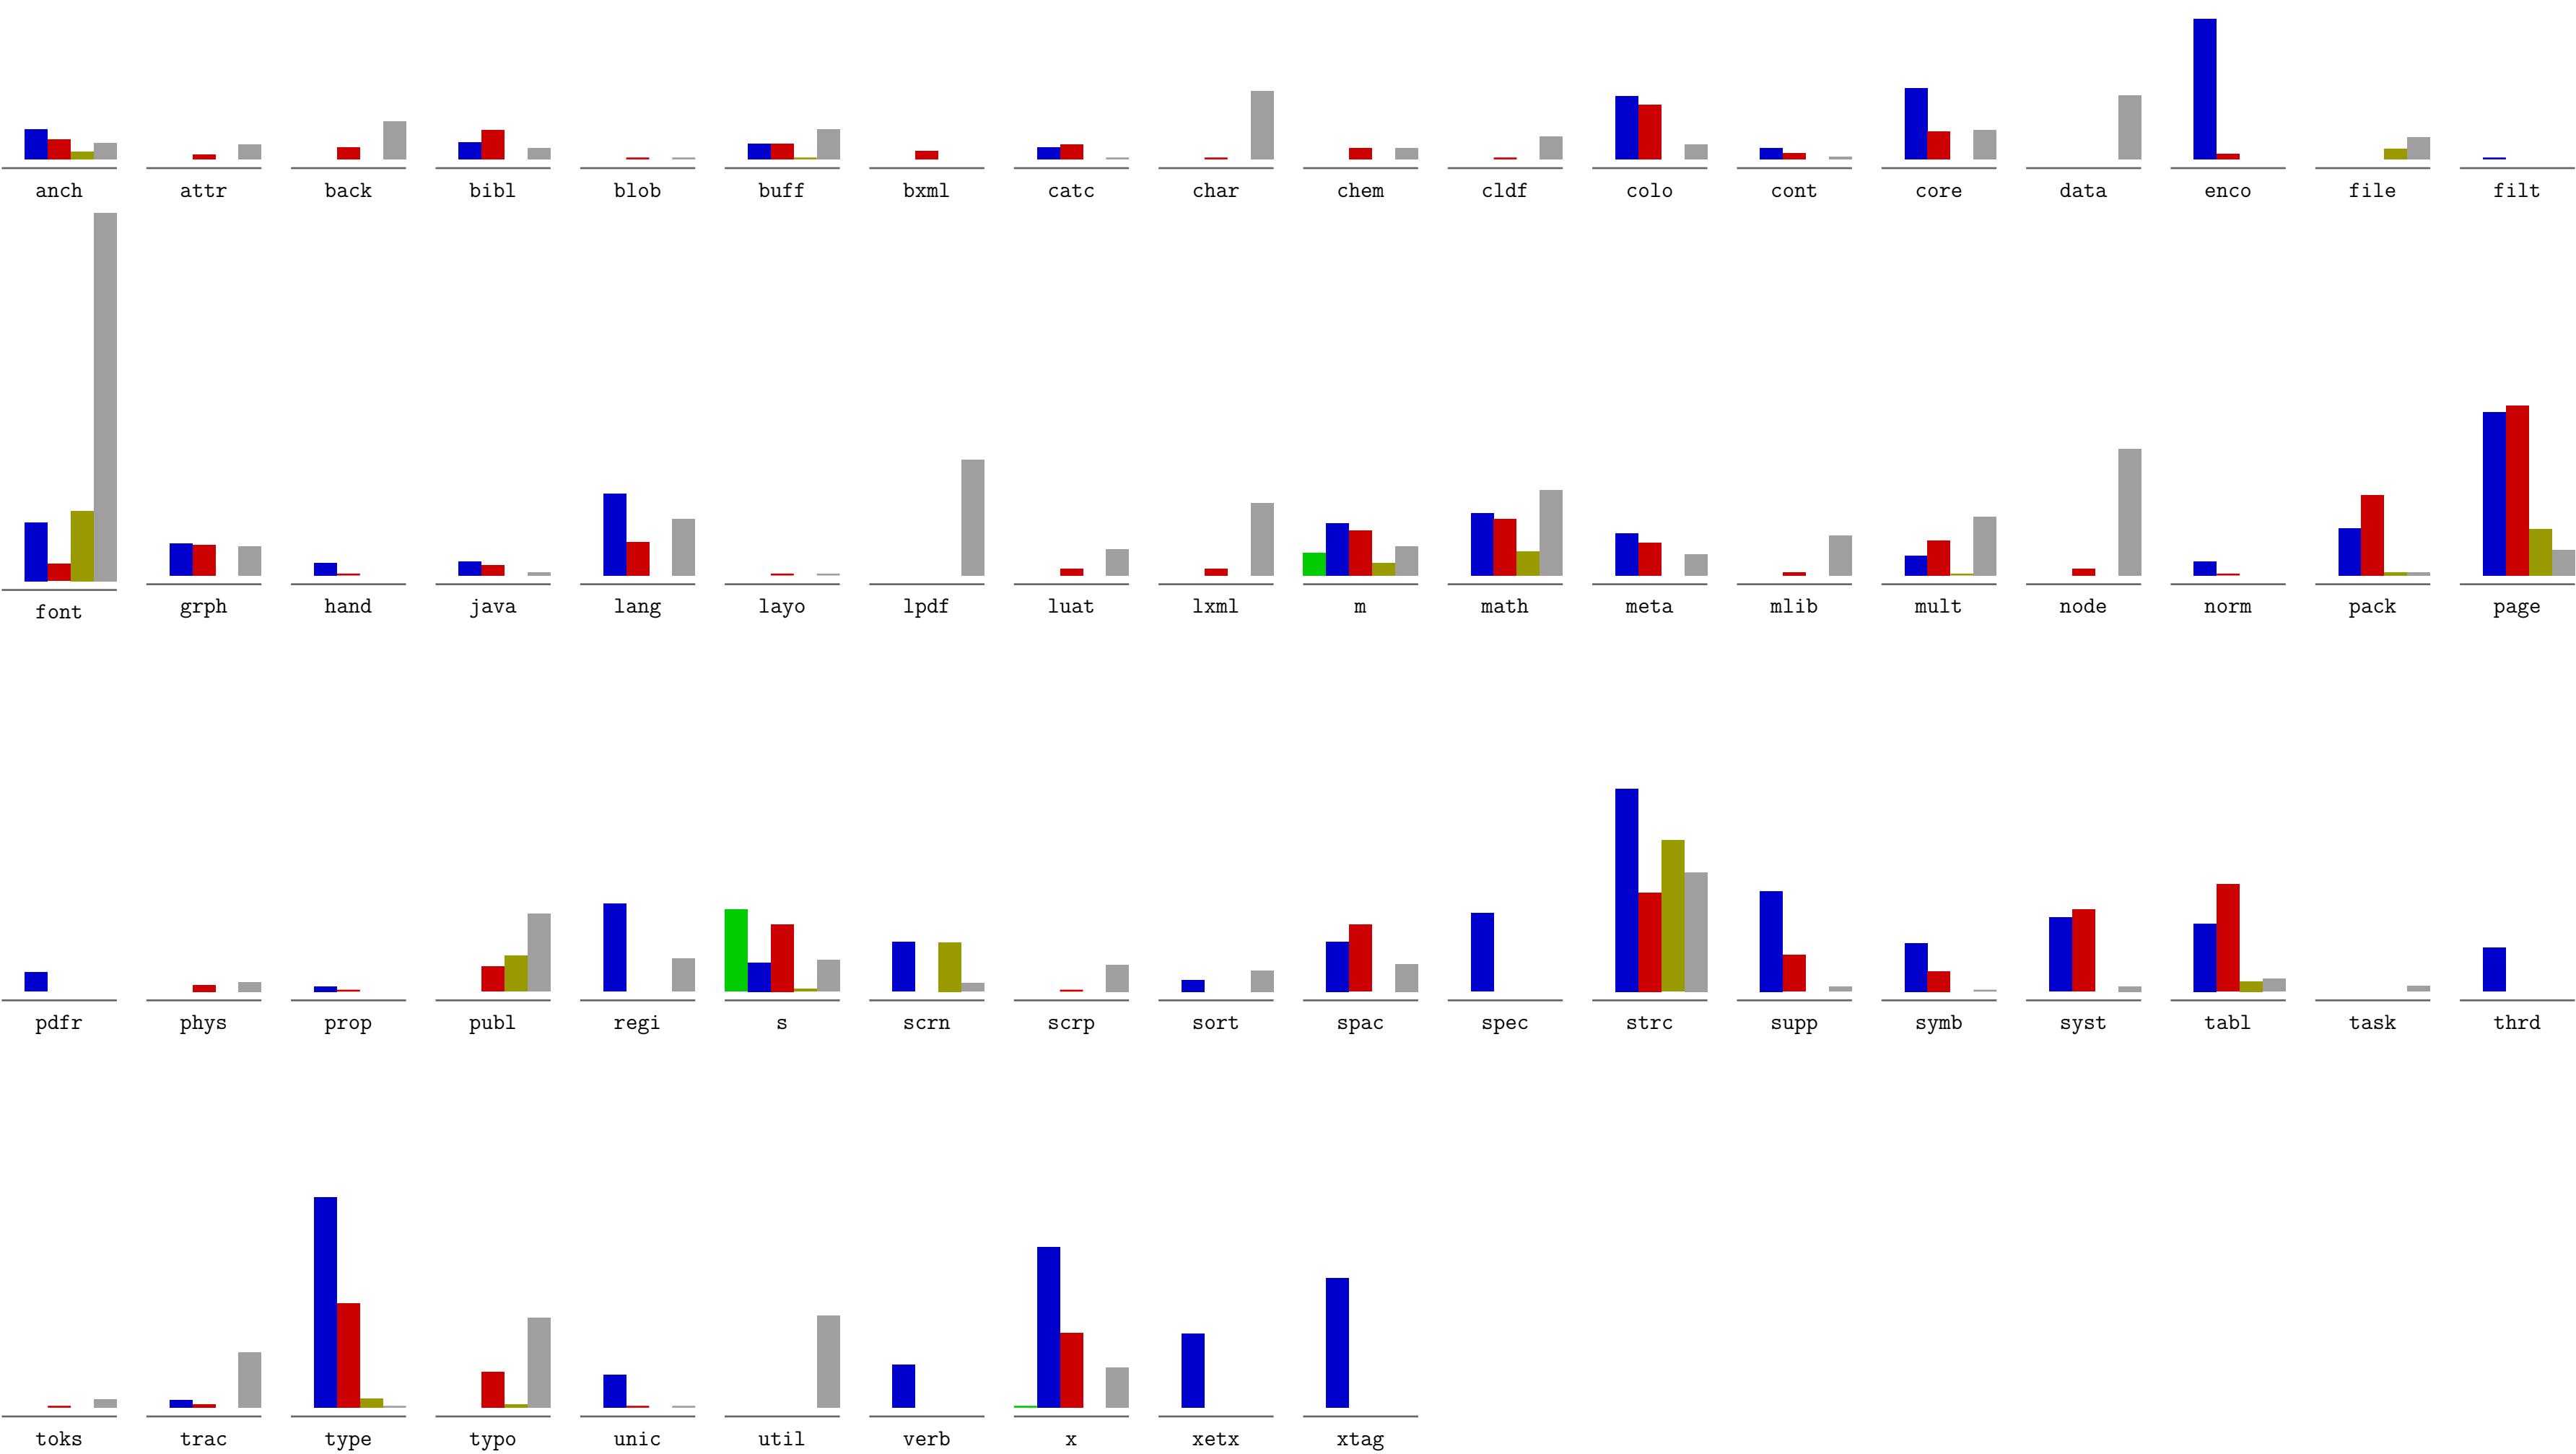 anch attr back bibl blob buff bxml catc char chem cldf colo cont core data enco file filt
font grph hand java lang layo lpdf luat lxml m math meta mlib mult node norm pack page
pdfr phys prop publ regi s scrn scrp sort spac spec strc supp symb syst tabl task thrd
toks trac type typo unic util verb x xetx xtag